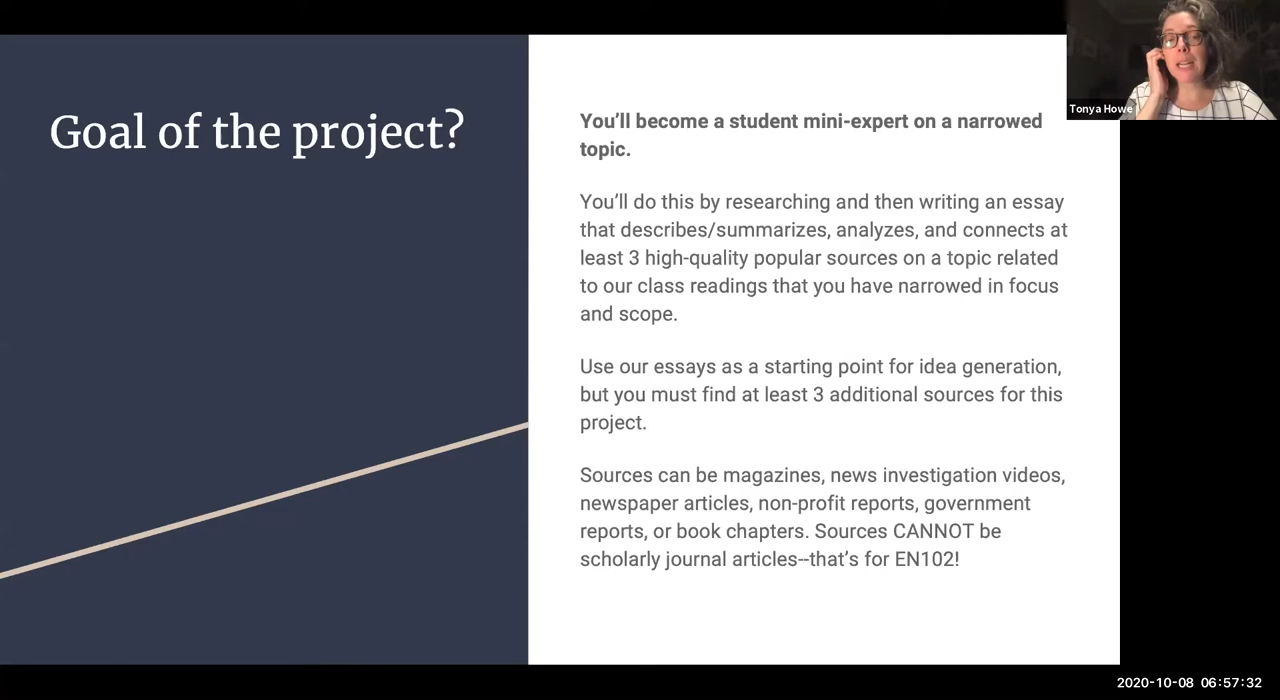 Goal of the project?
You’ll become a student mini-expert on a narrowed
topic.
You’ll do this by researching and then writing an essay
that describes/summarizes, analyzes, and connects at
least 3 high-quality popular sources on a topic related
to our class readings that you have narrowed in focus
and scope.
Use our essays as a starting point for idea generation,
but you must find at least 3 additional sources for this
project.
Sources can be magazines, news investigation videos,
newspaper articles, non-profit reports, government
reports, or book chapters. Sources CANNOT be
scholarly journal articles--that’s for EN102!
Tonya Howe
2020-10-08 06:57:32